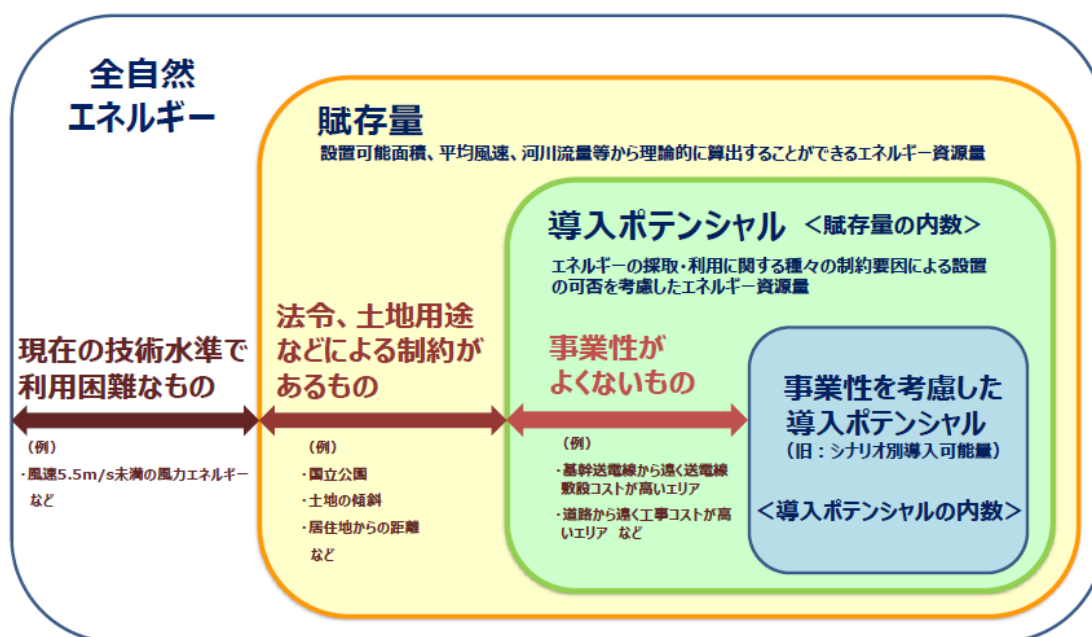 全自然
エネルギー
賦存量
設置可能面積、平均風速、河川流量等から理論的に算出することができるエネルギー資源量
導入ポテンシャル <賦存量の内数>
エネルギーの採取・利用に関する種々の制約要因による設置
の可否を考慮したエネルギー資源量
現在の技術水準で
利用困難なもの
(例)
・風速5.5m/s未満の風力エネルギー
など
法令、土地用途
などによる制約が
あるもの
(例)
・国立公園
・土地の傾斜
・居住地からの距離
など
事業性が
よくないもの
(例)
・基幹送電線から遠く送電線
敷設コストが高いエリア
・道路から遠く工事コストが高
いエリア など
事業性を考慮した
導入ポテンシャル
(旧:シナリオ別導入可能量)
<導入ポテンシャルの内数>